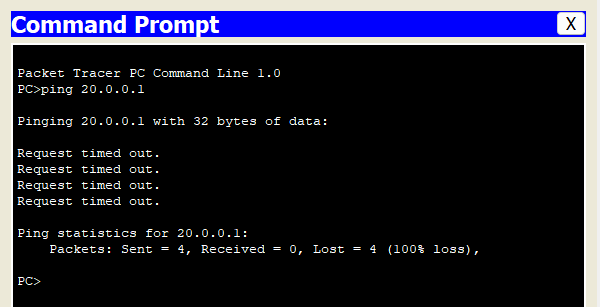 Command Prompt
X
Packet Tracer PC Command Line 1.0
PC>ping 20.0.0.1
Pinging 20.0.0.1 with 32 bytes of data:
Request timed out.
Request timed out.
Request timed out.
Request timed out.
Ping statistics for 20.0.0.1:
Packets: Sent = 4, Received = 0, Lost = 4 (100% loss),
PC>